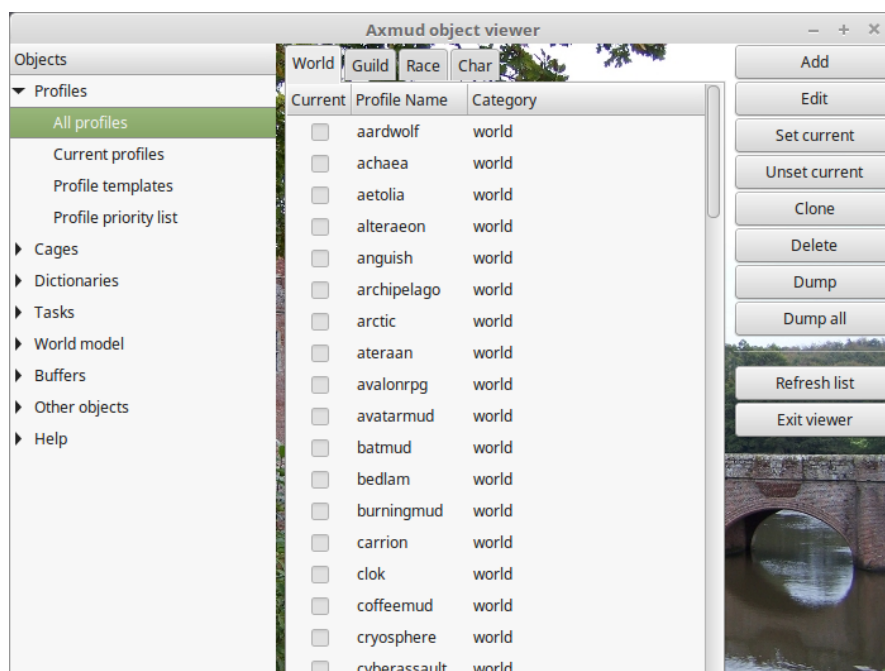 Axmud object viewer
Objects
Profiles
All profiles
Current profiles
Profile templates
Profile priority list
Cages
Dictionaries
Tasks
World model
Buffers
Other objects
Help
World Guild Race Char
Current Profile Name Category
aardwolf world
achaea world
aetolia world
alteraeon world
anguish world
archipelago world
arctic world
ateraan world
avalonrpg world
avatarmud world
batmud world
bedlam world
burningmud world
carrion world
clok world
coffeemud world
cryosphere world
cyberassault world
Add
Edit
Set current
Unset current
Clone
Delete
Dump
Dump all
Refresh list
Exit viewer